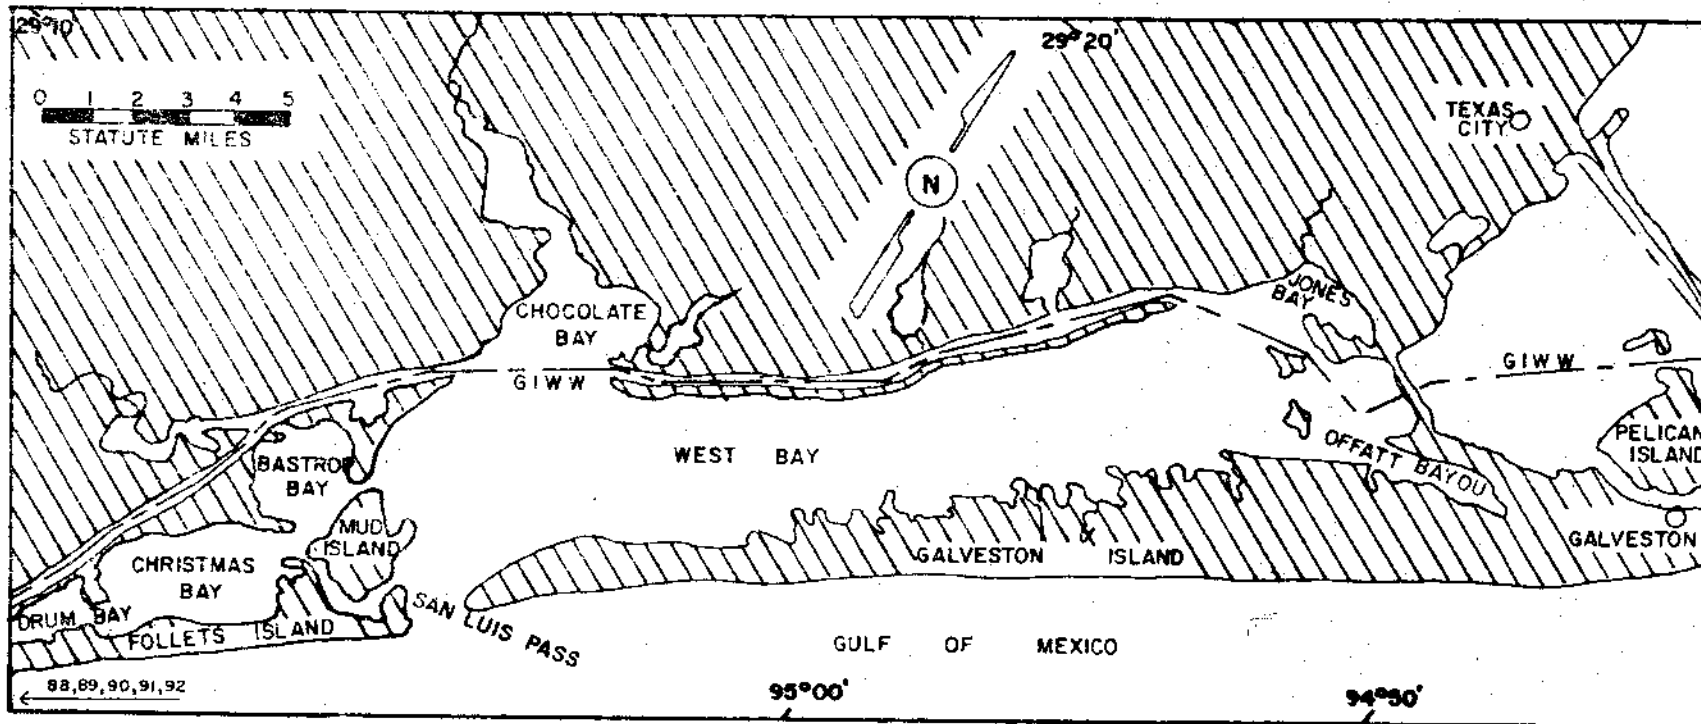 29°10'
29°20'
0 1 2 3 4 5
STATUTE MILES
TEXAS
CITY
N
JONES
BAY
CHOCOLATE
BAY
GIWW
GIWW
WEST BAY
OFFATT BAYOU
PELICAN
ISLAND
BASTROP
BAY
MUD
ISLAND
GALVESTON ISLAND
X
GALVESTON
CHRISTMAS
BAY
DRUM BAY
FOLLETS ISLAND
SAN LUIS PASS
GULF OF MEXICO
88,89,90,91,92
95°00'
94°50'